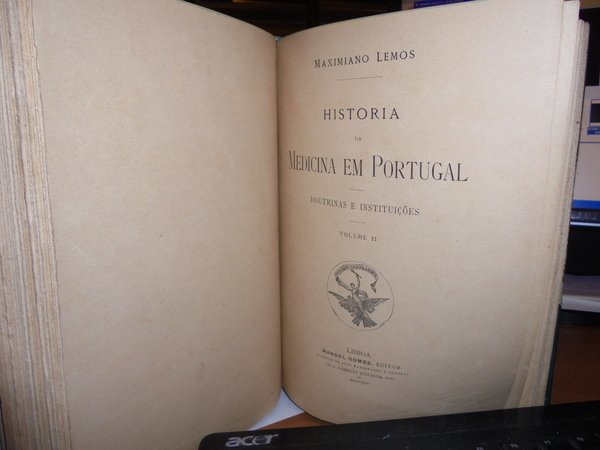 MAXIMIANO LEMOS
HISTORIA
DA
MEDICINA EM PORTUGAL
DOUTRINAS E INSTITUIÇÕES
VOLUME II
LISBOA
MANOEL GOMES, EDITOR
acer